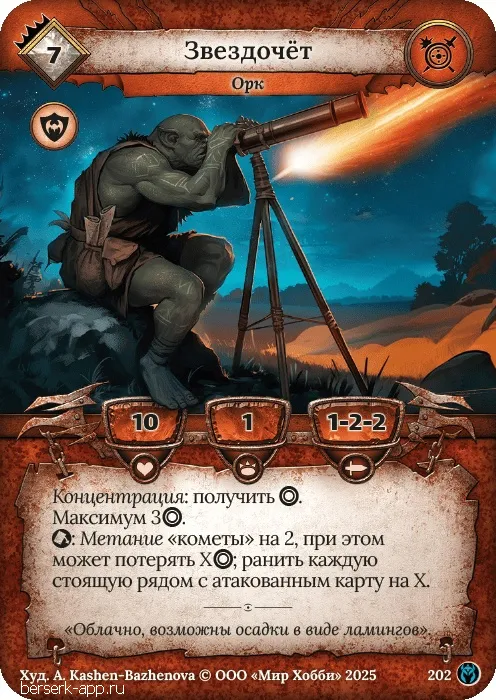 7
Звездочёт
Орк
10
1
1-2-2
Концентрация: получить .
Максимум 3.
: Метание «кометы» на 2, при этом
может потерять X; ранить каждую
стоящую рядом с атакованным карту на X.
«Облачно, возможны осадки в виде ламингов».
Худ. A. Kashen-Bazhenova © ООО «Мир Хобби» 2025
202
berserk-app.ru